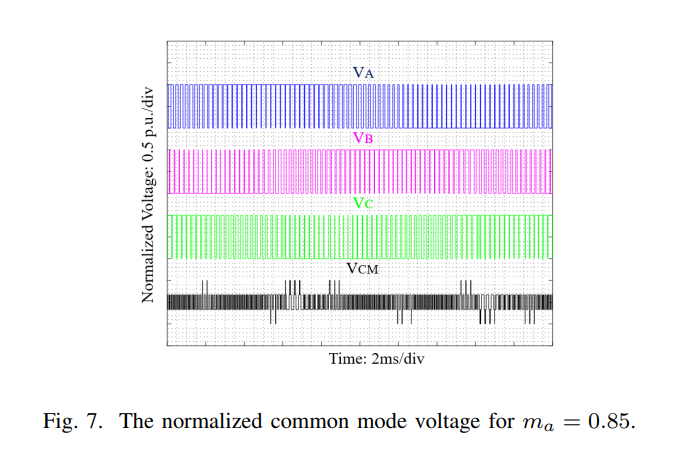 VA
VB
VC
VCM
Normalized Voltage: 0.5 p.u./div
Time: 2ms/div
Fig. 7. The normalized common mode voltage for mₐ = 0.85.